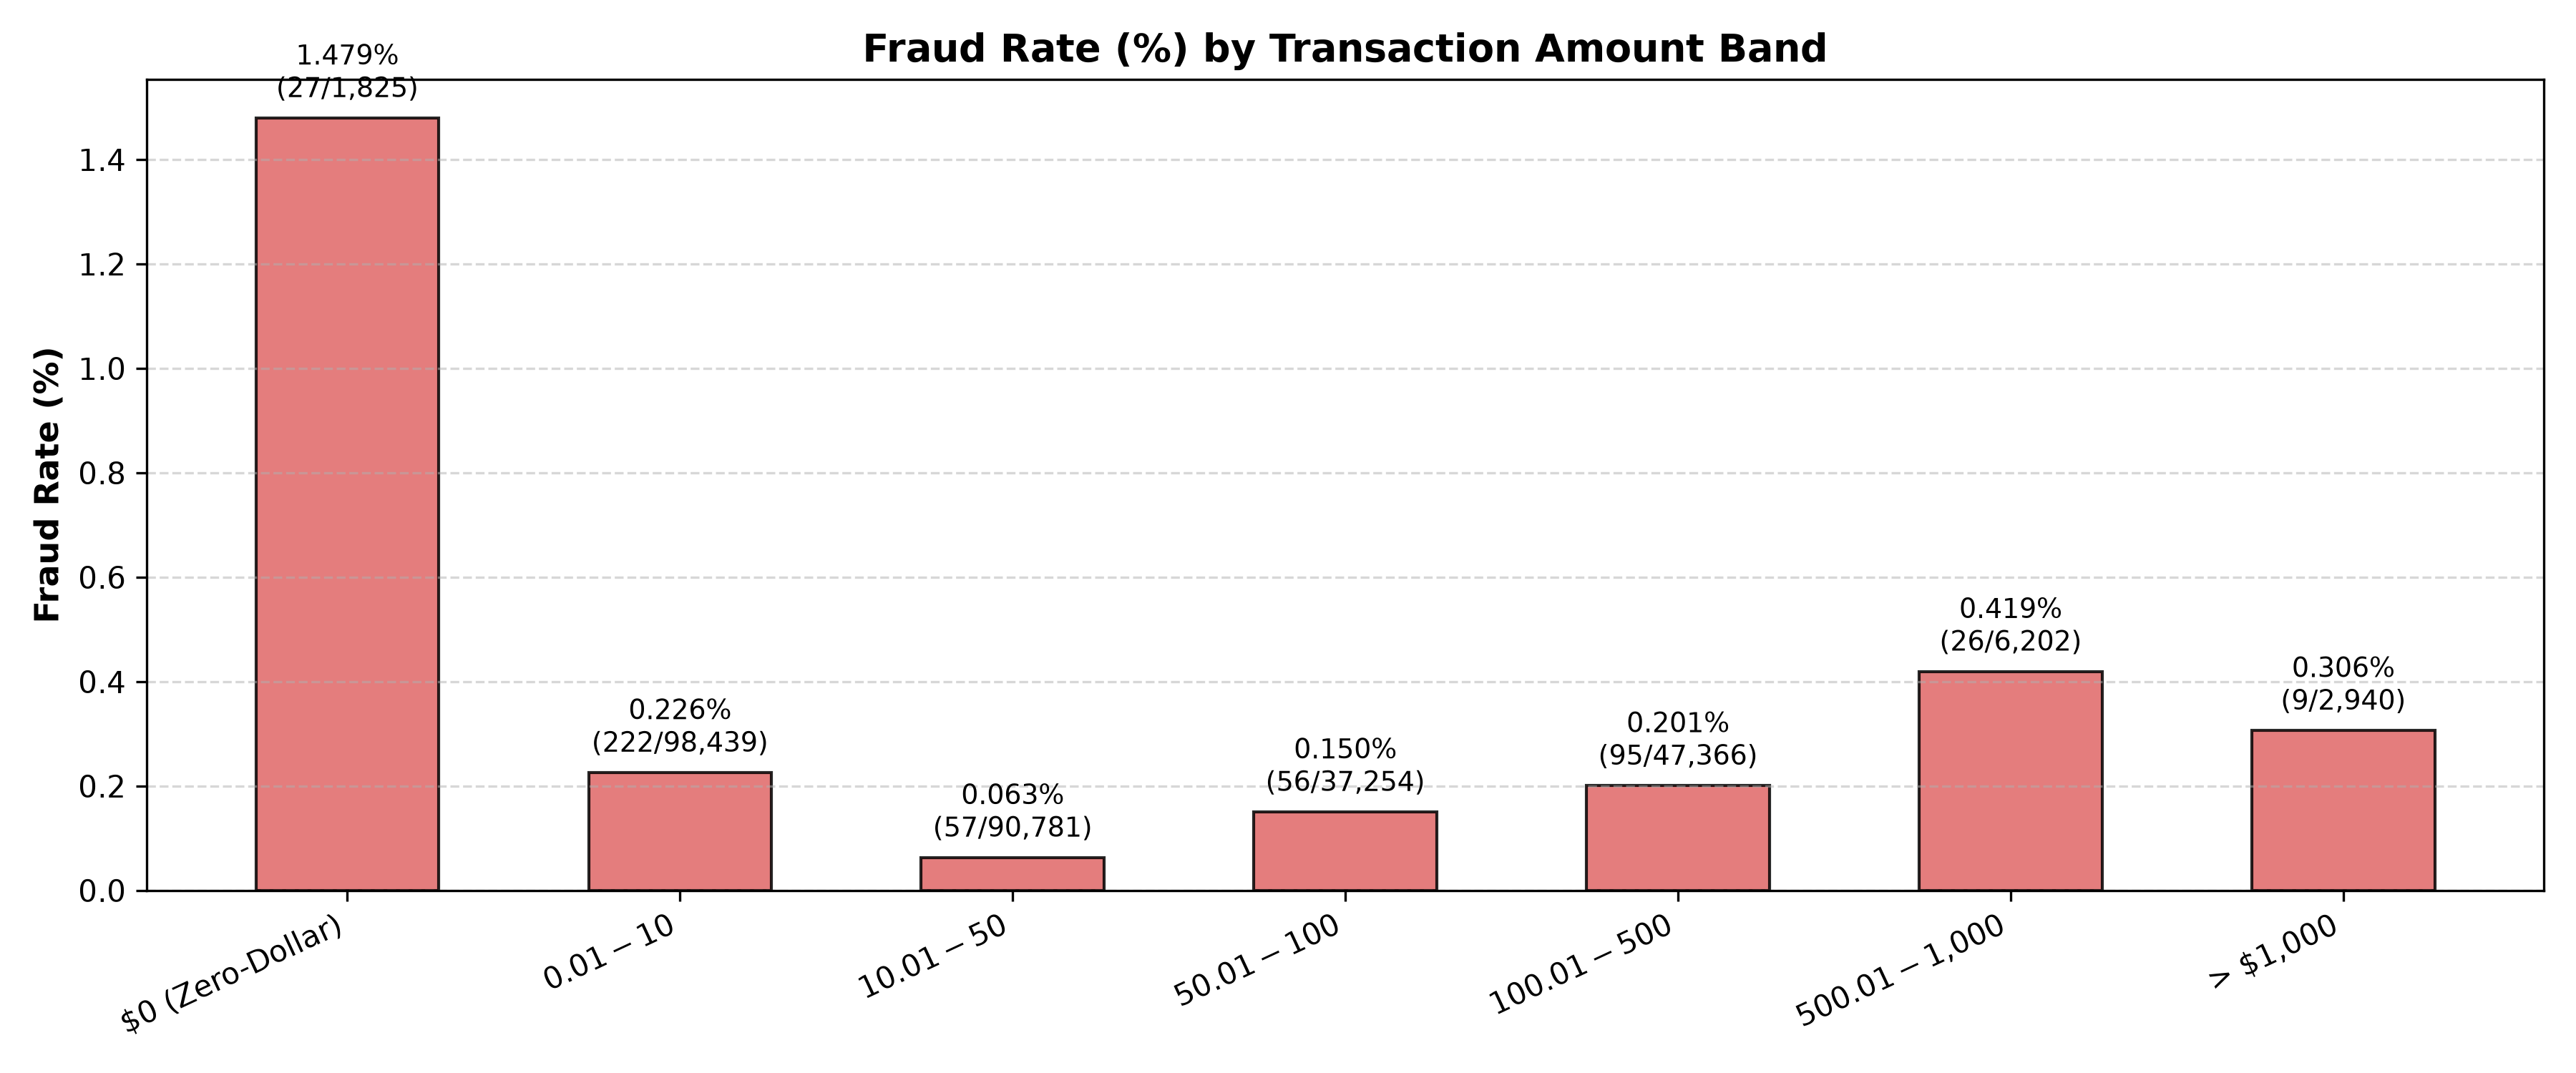 Fraud Rate (%) by Transaction Amount Band
Fraud Rate (%)
1.4
1.2
1.0
0.8
0.6
0.4
0.2
0.0
1.479%
(27/1,825)
0.226%
(222/98,439)
0.063%
(57/90,781)
0.150%
(56/37,254)
0.201%
(95/47,366)
0.419%
(26/6,202)
0.306%
(9/2,940)
$0 (Zero-Dollar)
0.01 − 10
10.01 − 50
50.01 − 100
100.01 − 500
500.01 − 1,000
> $1,000